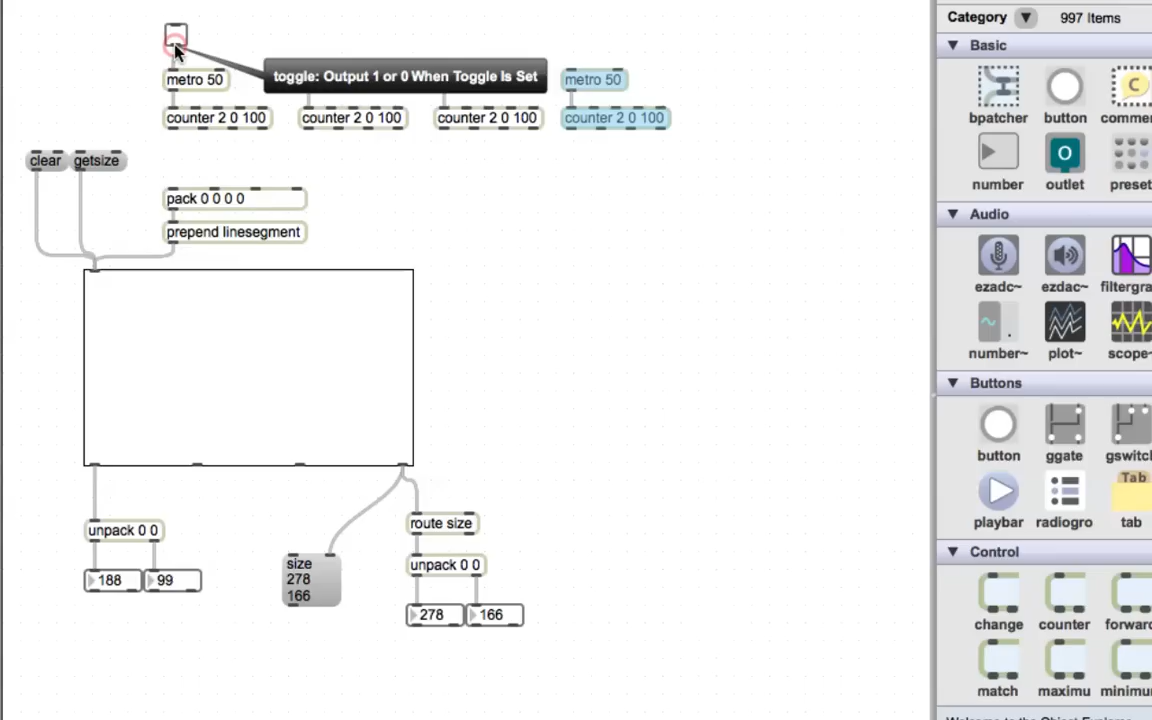 Category 997 Items
Basic
toggle: Output 1 or 0 When Toggle Is Set
metro 50
metro 50
counter 2 0 100
counter 2 0 100
counter 2 0 100
counter 2 0 100
bpatcher button comme
clear getsize
number outlet preset
pack 0 0 0 0
Audio
prepend linesegment
ezadc~ ezdac~ filtergra
number~ plot~ scope~
Buttons
button ggate gswitc
Tab
playbar radiogro tab
unpack 0 0
route size
Control
size
278
166
unpack 0 0
188
99
278
166
change counter forward
match maximu minimum